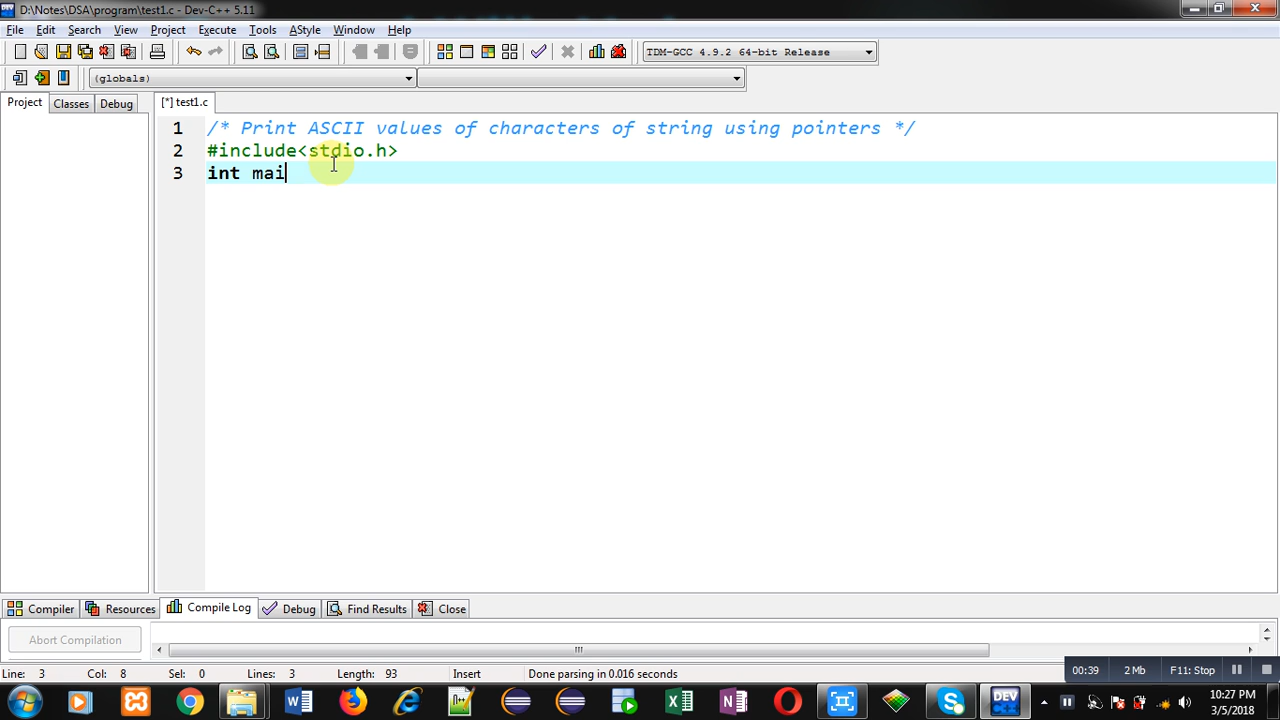 D:\Notes\DSA\program\test1.c - Dev-C++ 5.11
File Edit Search View Project Execute Tools AStyle Window Help
TDM-GCC 4.9.2 64-bit Release
(globals)
Project Classes Debug [*] test1.c
1 /* Print ASCII values of characters of string using pointers */
2 #include<stdio.h>
3 int mai
Compiler Resources Compile Log Debug Find Results Close
Abort Compilation
Line: 3 Col: 8 Sel: 0 Lines: 3 Length: 93 Insert Done parsing in 0.016 seconds
00:39 2 Mb F11: Stop
DEV
10:27 PM
3/5/2018